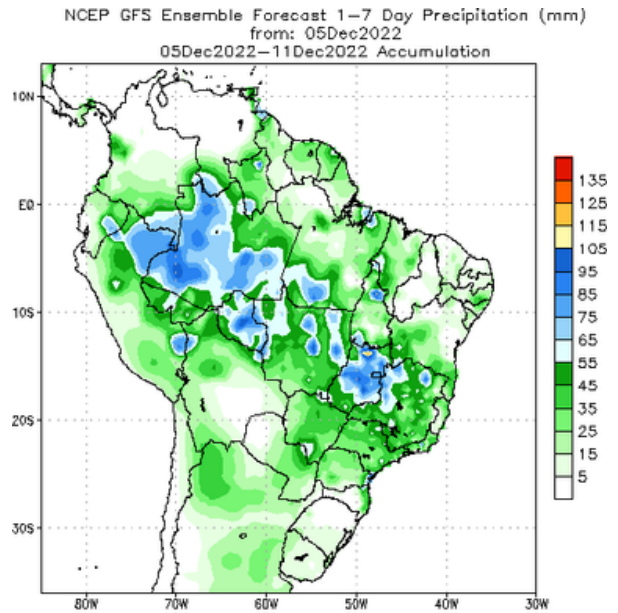 NCEP GFS Ensemble Forecast 1–7 Day Precipitation (mm)
from: 05Dec2022
05Dec2022–11Dec2022 Accumulation
10N
EQ
10S
20S
30S
80W
70W
60W
50W
40W
30W
135
125
115
105
95
85
75
65
55
45
35
25
15
5